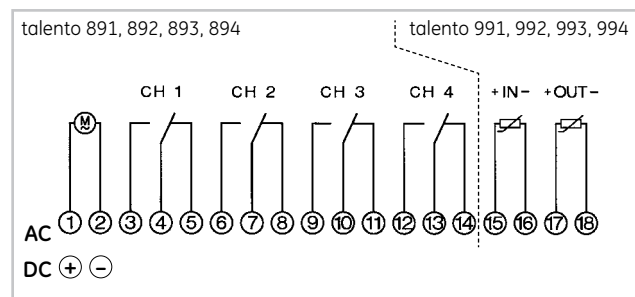 talento 891, 892, 893, 894 talento 991, 992, 993, 994
CH 1 CH 2 CH 3 CH 4 + IN - + OUT -
M
~
1 2 3 4 5 6 7 8 9 10 11 12 13 14 15 16 17 18
AC
DC + -